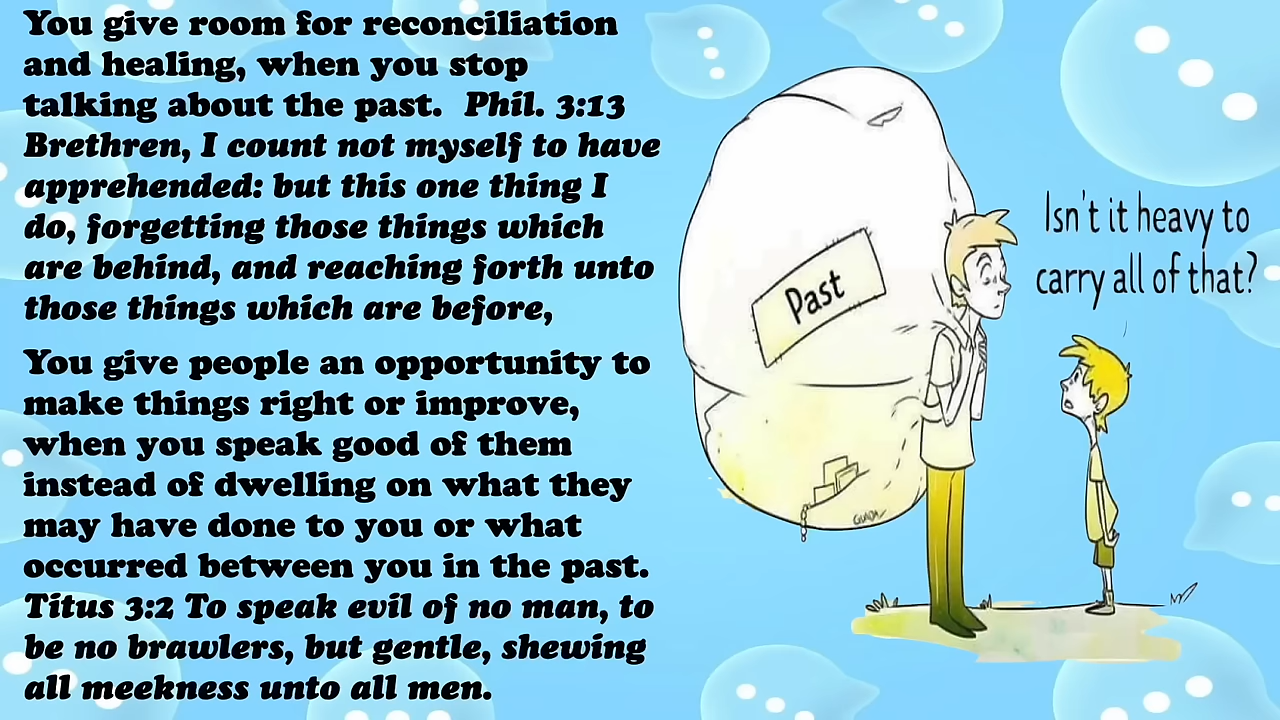 You give room for reconciliation
and healing, when you stop
talking about the past. Phil. 3:13
Brethren, I count not myself to have
apprehended: but this one thing I
do, forgetting those things which
are behind, and reaching forth unto
those things which are before,
You give people an opportunity to
make things right or improve,
when you speak good of them
instead of dwelling on what they
may have done to you or what
occurred between you in the past.
Titus 3:2 To speak evil of no man, to
be no brawlers, but gentle, shewing
all meekness unto all men.
Past
Isn't it heavy to
carry all of that?